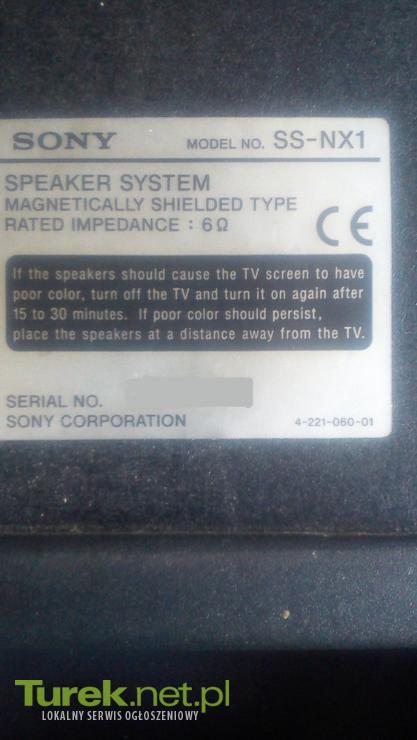 SONY MODEL NO. SS-NX1
SPEAKER SYSTEM
MAGNETICALLY SHIELDED TYPE
RATED IMPEDANCE : 6Ω
CE
If the speakers should cause the TV screen to have
poor color, turn off the TV and turn it on again after
15 to 30 minutes. If poor color should persist,
place the speakers at a distance away from the TV.
SERIAL NO.
SONY CORPORATION 4-221-060-01
Turek.net.pl
LOKALNY SERWIS OGŁOSZENIOWY